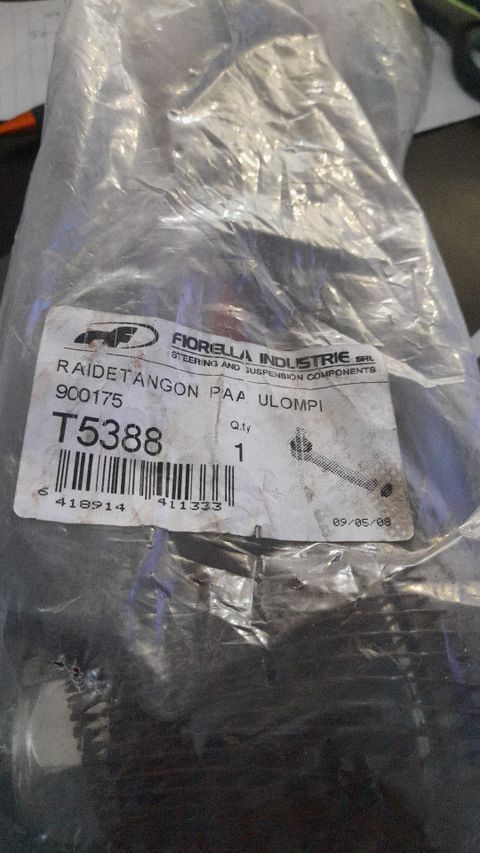 FIORELLA INDUSTRIE SRL
STEERING AND SUSPENSION COMPONENTS
RAIDETANGON PAA ULOMPI
900175
T5388
Q.ty
1
6 418914 411333
09/05/08